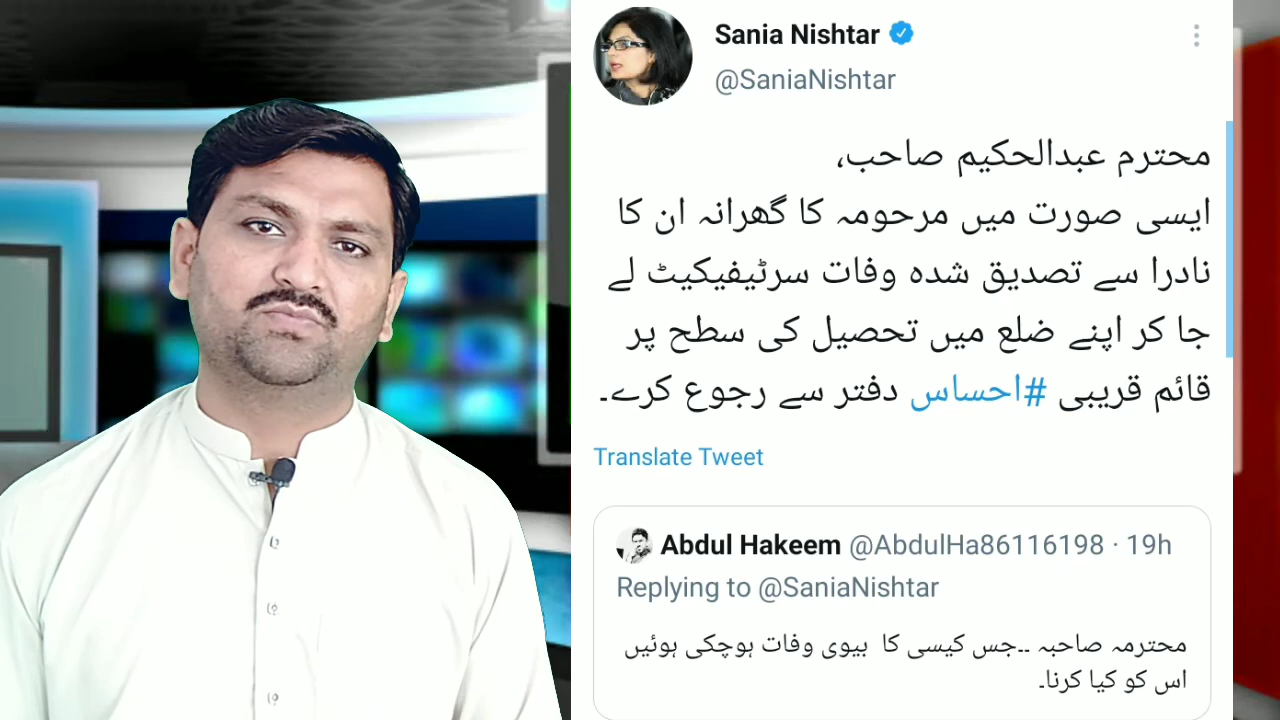 Sania Nishtar
@SaniaNishtar
محترم عبدالحکیم صاحب،
ایسی صورت میں مرحومہ کا گھرانہ ان کا
نادرا سے تصدیق شدہ وفات سرٹیفیکیٹ لے
جا کر اپنے ضلع میں تحصیل کی سطح پر
قائم قریبی #احساس دفتر سے رجوع کرے۔
Translate Tweet
Abdul Hakeem @AbdulHa86116198 · 19h
Replying to @SaniaNishtar
محترمہ صاحبہ ۔۔جس کیسی کا بیوی وفات ہوچکی ہوئیں
اس کو کیا کرنا۔